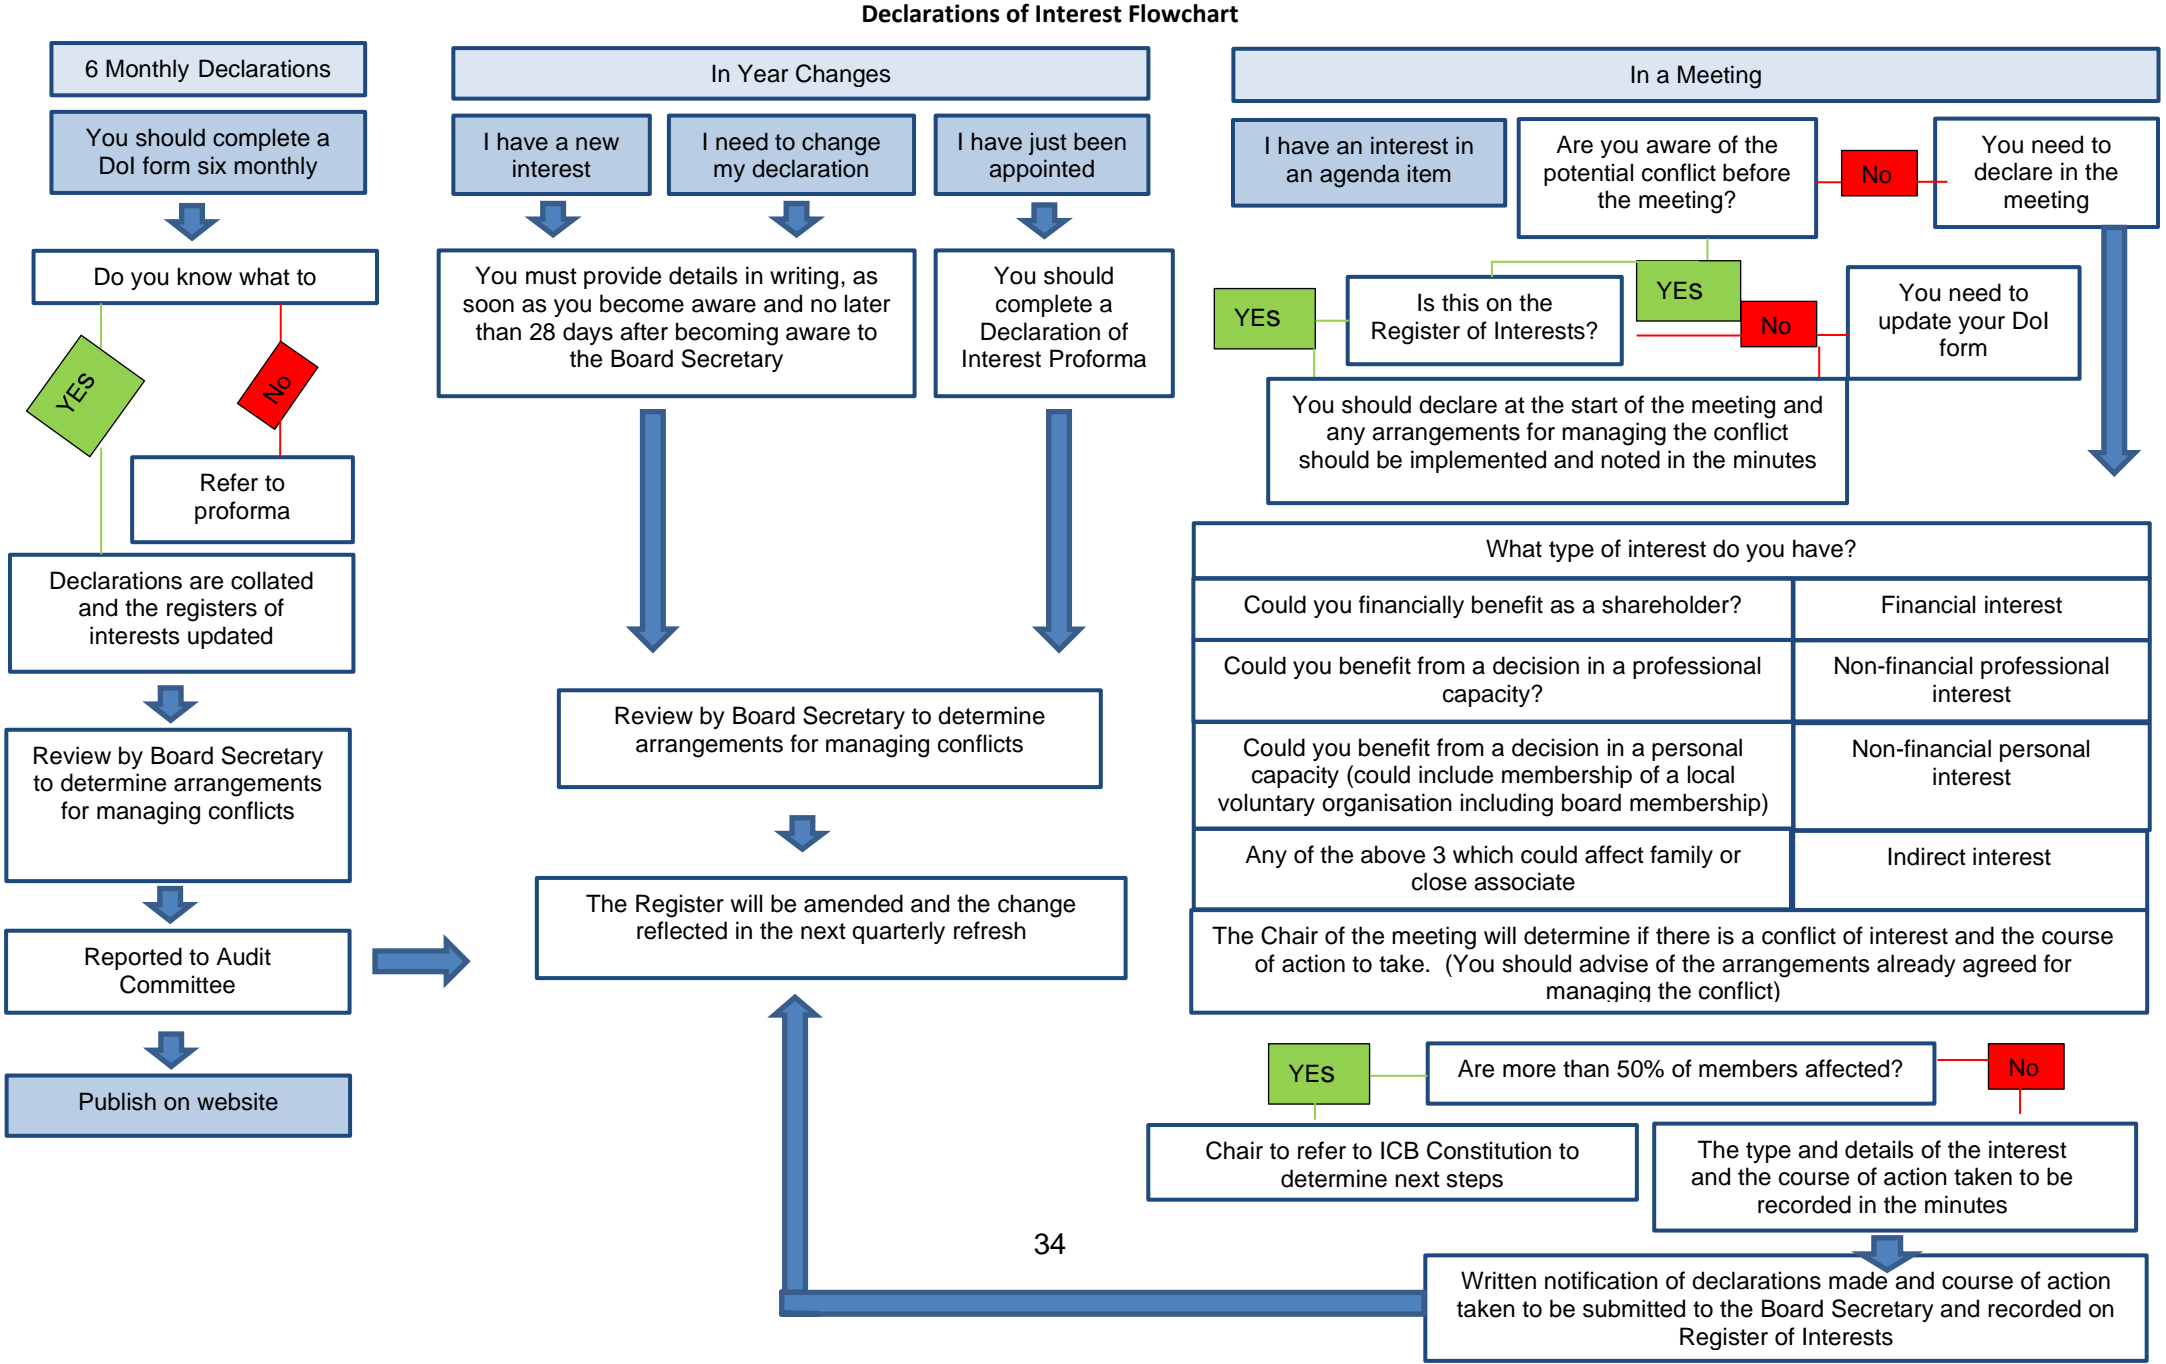 Declarations of Interest Flowchart
6 Monthly Declarations
You should complete a
DoI form six monthly
Do you know what to
YES
No
Refer to
proforma
Declarations are collated
and the registers of
interests updated
Review by Board Secretary
to determine arrangements
for managing conflicts
Reported to Audit
Committee
Publish on website
In Year Changes
I have a new
interest
I need to change
my declaration
I have just been
appointed
You must provide details in writing, as
soon as you become aware and no later
than 28 days after becoming aware to
the Board Secretary
You should
complete a
Declaration of
Interest Proforma
Review by Board Secretary to determine
arrangements for managing conflicts
The Register will be amended and the change
reflected in the next quarterly refresh
In a Meeting
I have an interest in
an agenda item
Are you aware of the
potential conflict before
the meeting?
No
You need to
declare in the
meeting
YES
Is this on the
Register of Interests?
YES
No
You need to
update your DoI
form
You should declare at the start of the meeting and
any arrangements for managing the conflict
should be implemented and noted in the minutes
What type of interest do you have?
Could you financially benefit as a shareholder?
Financial interest
Could you benefit from a decision in a professional
capacity?
Non-financial professional
interest
Could you benefit from a decision in a personal
capacity (could include membership of a local
voluntary organisation including board membership)
Non-financial personal
interest
Any of the above 3 which could affect family or
close associate
Indirect interest
The Chair of the meeting will determine if there is a conflict of interest and the course
of action to take.  (You should advise of the arrangements already agreed for
managing the conflict)
YES
Are more than 50% of members affected?
No
Chair to refer to ICB Constitution to
determine next steps
The type and details of the interest
and the course of action taken to be
recorded in the minutes
Written notification of declarations made and course of action
taken to be submitted to the Board Secretary and recorded on
Register of Interests
34